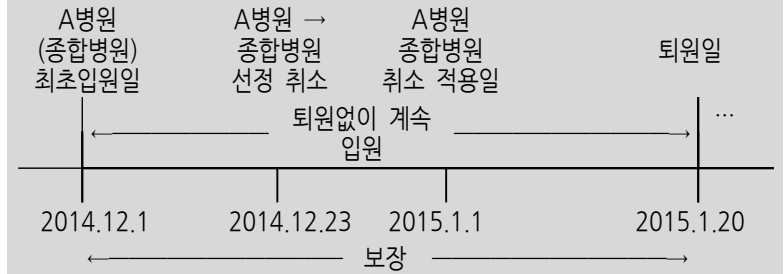 A병원
(종합병원)
최초입원일
A병원 →
종합병원
선정 취소
A병원
종합병원
취소 적용일
퇴원일
…
← 퇴원없이 계속 →
입원
2014.12.1
2014.12.23
2015.1.1
2015.1.20
← 보장 →